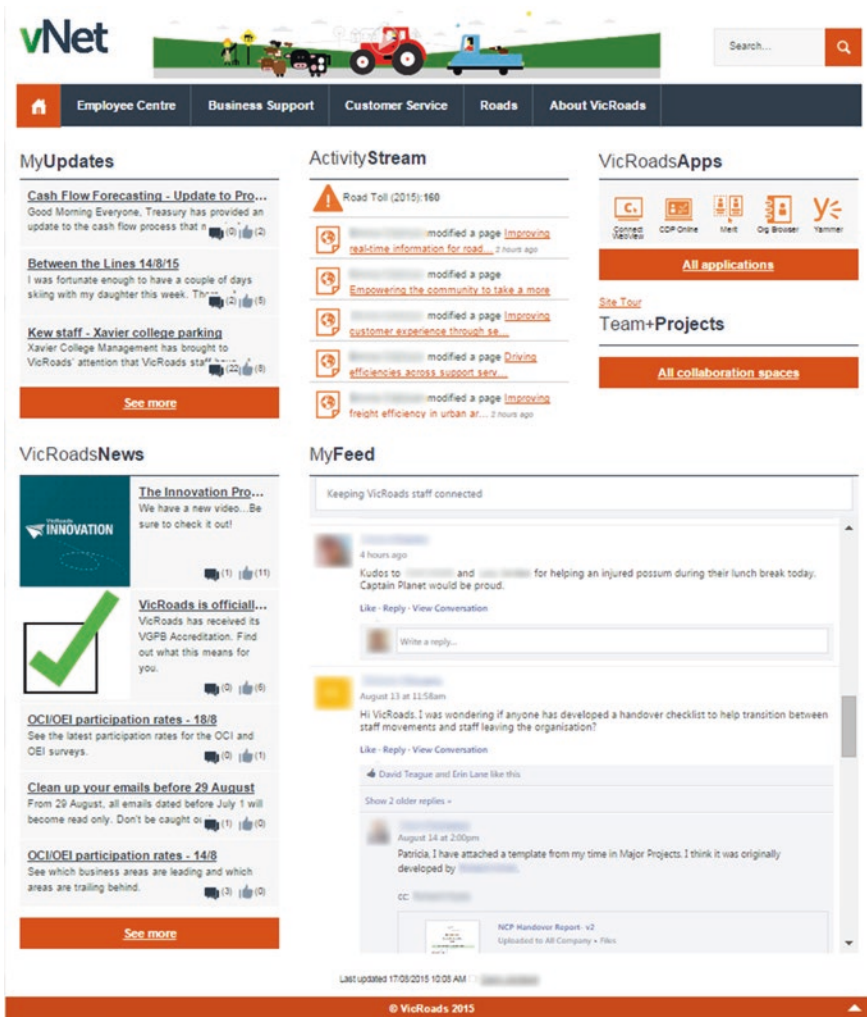 vNet
Search...
Employee Centre
Business Support
Customer Service
Roads
About VicRoads
MyUpdates
Cash Flow Forecasting - Update to Pro...
Good Morning Everyone, Treasury has provided an
update to the cash flow process that
(0) (2)
Between the Lines 14/8/15
I was fortunate enough to have a couple of days
skiing with my daughter this week.
(2) (5)
Kew staff - Xavier college parking
Xavier College Management has brought to
VicRoads' attention that VicRoads staff
(22) (8)
See more
ActivityStream
Road Toll (2015):160
modified a page Improving
real-time information for road... 2 hours ago
modified a page
Empowering the community to take a more
modified a page Improving
customer experience through se...
modified a page Driving
efficiencies across support serv...
modified a page Improving
freight efficiency in urban ar... 2 hours ago
VicRoadsApps
C.
Connect
WebView
CDP Online
Merit
Org Browser
Yammer
All applications
Site Tour
Team+Projects
All collaboration spaces
VicRoadsNews
VicRoads
INNOVATION
The Innovation Pro...
We have a new video...Be
sure to check it out!
(1) (11)
VicRoads is officiall...
VicRoads has received its
VGPB Accreditation. Find
out what this means for
you.
(0) (6)
OCI/OEI participation rates - 18/8
See the latest participation rates for the OCI and
OEI surveys.
(0) (1)
Clean up your emails before 29 August
From 29 August, all emails dated before July 1 will
become read only. Don't be caught
(1) (0)
OCI/OEI participation rates - 14/8
See which business areas are leading and which
areas are trailing behind.
(3) (0)
See more
MyFeed
Keeping VicRoads staff connected
4 hours ago
Kudos to and for helping an injured possum during their lunch break today.
Captain Planet would be proud.
Like · Reply · View Conversation
Write a reply...
August 13 at 11:58am
Hi VicRoads. I was wondering if anyone has developed a handover checklist to help transition between
staff movements and staff leaving the organisation?
Like · Reply · View Conversation
David Teague and Erin Lane like this
Show 2 older replies »
August 14 at 2:00pm
Patricia, I have attached a template from my time in Major Projects. I think it was originally
developed by
cc:
NCP Handover Report- v2
Uploaded to All Company • Files
Last updated 17/08/2015 10:05 AM
© VicRoads 2015